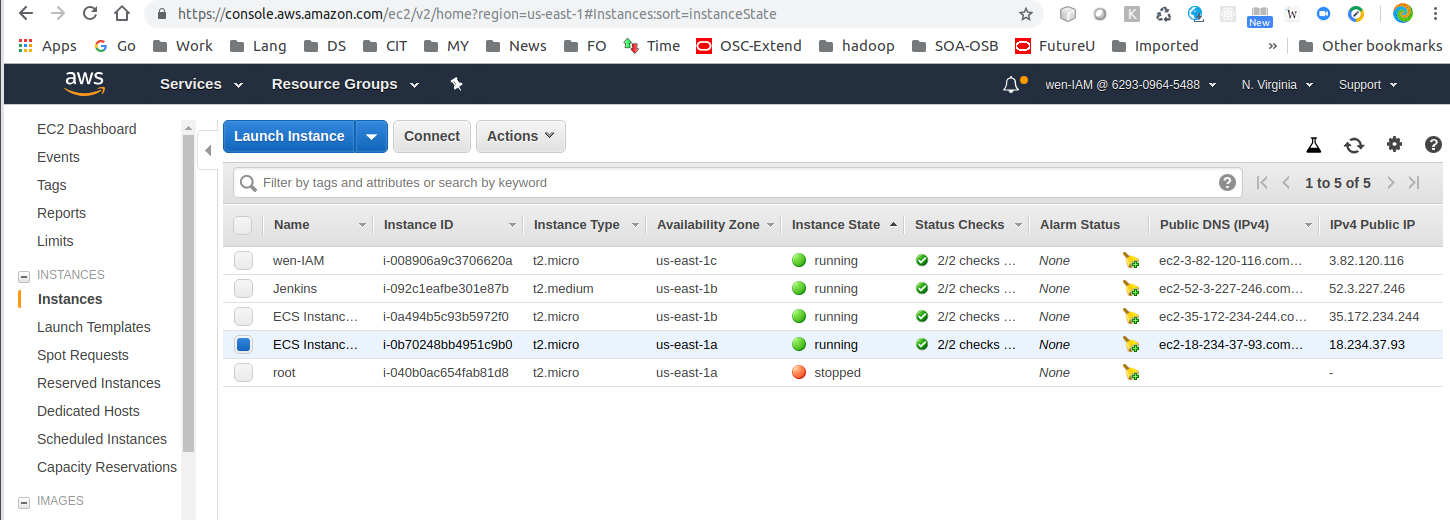 https://console.aws.amazon.com/ec2/v2/home?region=us-east-1#Instances:sort=instanceState
New
Apps Go Work Lang DS CIT MY News FO Time OSC-Extend hadoop SOA-OSB FutureU Imported » Other bookmarks
aws Services Resource Groups wen-IAM @ 6293-0964-5488 N. Virginia Support
EC2 Dashboard
Events
Tags
Reports
Limits
INSTANCES
Instances
Launch Templates
Spot Requests
Reserved Instances
Dedicated Hosts
Scheduled Instances
Capacity Reservations
IMAGES
Launch Instance Connect Actions
Filter by tags and attributes or search by keyword 1 to 5 of 5
Name Instance ID Instance Type Availability Zone Instance State Status Checks Alarm Status Public DNS (IPv4) IPv4 Public IP
wen-IAM i-008906a9c3706620a t2.micro us-east-1c running 2/2 checks ... None ec2-3-82-120-116.com... 3.82.120.116
Jenkins i-092c1eafbe301e87b t2.medium us-east-1b running 2/2 checks ... None ec2-52-3-227-246.com... 52.3.227.246
ECS Instanc... i-0a494b5c93b5972f0 t2.micro us-east-1b running 2/2 checks ... None ec2-35-172-234-244.co... 35.172.234.244
ECS Instanc... i-0b70248bb4951c9b0 t2.micro us-east-1a running 2/2 checks ... None ec2-18-234-37-93.com... 18.234.37.93
root i-040b0ac654fab81d8 t2.micro us-east-1a stopped None -